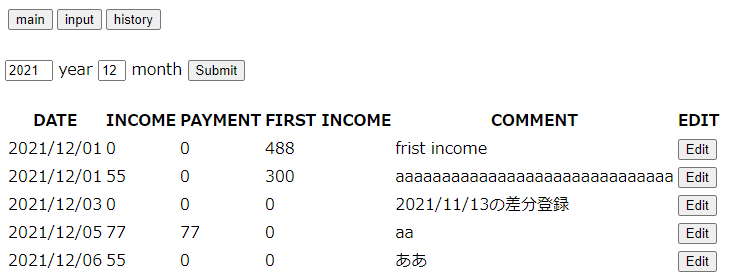 main input history
2021 year 12 month Submit
DATE INCOME PAYMENT FIRST INCOME COMMENT EDIT
2021/12/01 0 0 488 frist income Edit
2021/12/01 55 0 300 aaaaaaaaaaaaaaaaaaaaaaaaaaaaaa Edit
2021/12/03 0 0 0 2021/11/13の差分登録 Edit
2021/12/05 77 77 0 aa Edit
2021/12/06 55 0 0 ああ Edit